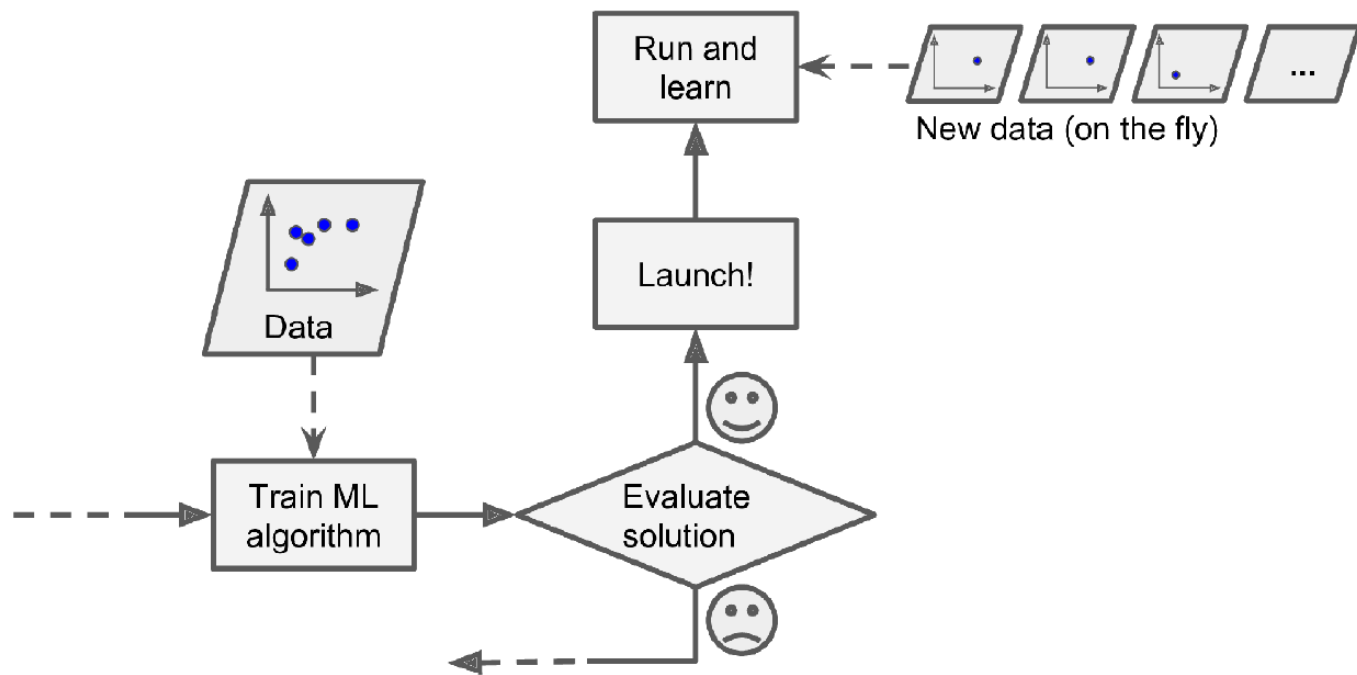 Run and
learn
...
New data (on the fly)
Launch!
Data
Train ML
algorithm
Evaluate
solution